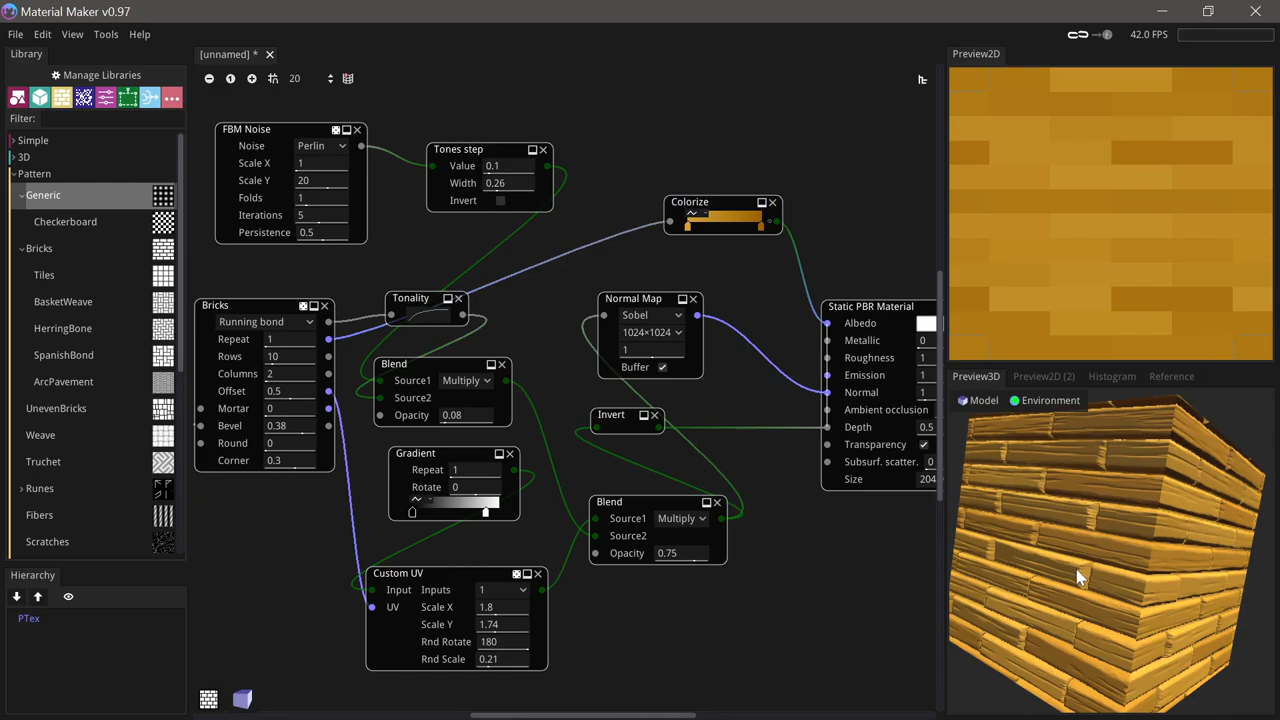 Material Maker v0.97
File Edit View Tools Help
42.0 FPS
Library
Manage Libraries
Filter:
Simple
3D
Pattern
Generic
Checkerboard
Bricks
Tiles
BasketWeave
HerringBone
SpanishBond
ArcPavement
UnevenBricks
Weave
Truchet
Runes
Fibers
Scratches
Hierarchy
PTex
[unnamed] *
20
FBM Noise
Noise Perlin
Scale X 1
Scale Y 20
Folds 1
Iterations 5
Persistence 0.5
Tones step
Value 0.1
Width 0.26
Invert
Colorize
Bricks
Running bond
Repeat 1
Rows 10
Columns 2
Offset 0.5
Mortar 0
Bevel 0.38
Round 0
Corner 0.3
Tonality
Blend
Source1 Multiply
Source2
Opacity 0.08
Gradient
Repeat 1
Rotate 0
Custom UV
Input Inputs 1
UV Scale X 1.8
Scale Y 1.74
Rnd Rotate 180
Rnd Scale 0.21
Normal Map
Sobel
1024×1024
1
Buffer
Invert
Blend
Source1 Multiply
Source2
Opacity 0.75
Static PBR Material
Albedo
Metallic 0
Roughness 1
Emission 1
Normal 1
Ambient occlusion 1
Depth 0.5
Transparency
Subsurf. scatter. 0
Size 204
Preview2D
Preview3D Preview2D (2) Histogram Reference
Model Environment